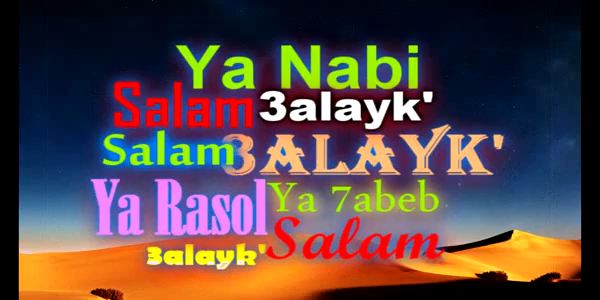 Ya Nabi
Salam 3alayk'
Salam 3ALAYK'
Ya Rasol Ya 7abeb
3alayk' Salam